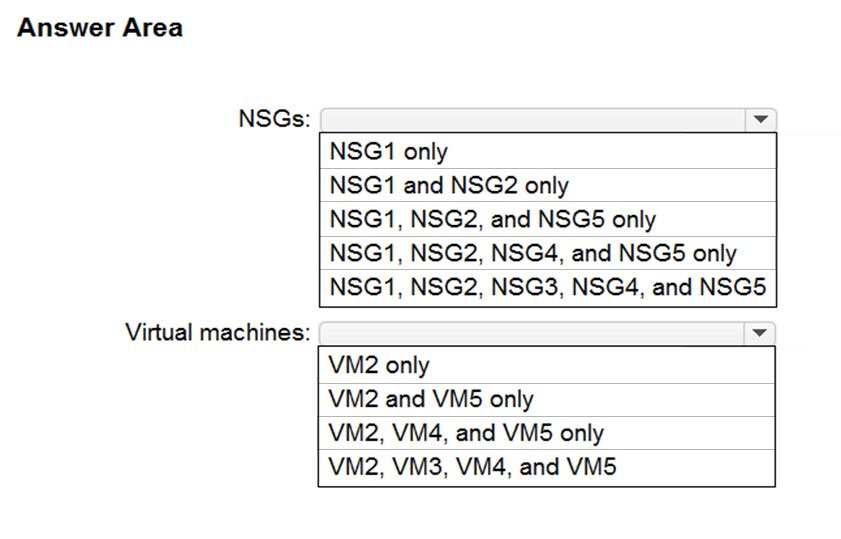 Answer Area
NSGs:
NSG1 only
NSG1 and NSG2 only
NSG1, NSG2, and NSG5 only
NSG1, NSG2, NSG4, and NSG5 only
NSG1, NSG2, NSG3, NSG4, and NSG5
Virtual machines:
VM2 only
VM2 and VM5 only
VM2, VM4, and VM5 only
VM2, VM3, VM4, and VM5